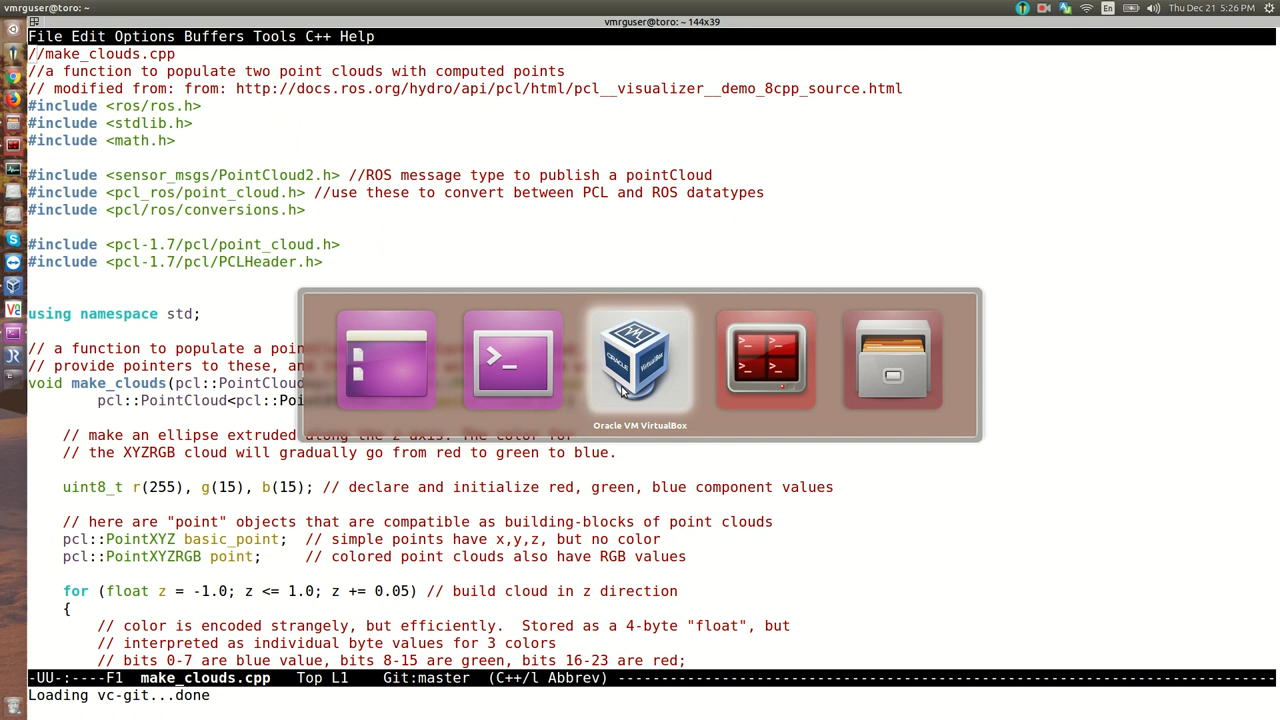 vmrguser@toro: ~
En
Thu Dec 21 5:26 PM
vmrguser@toro: ~ 144x39
File Edit Options Buffers Tools C++ Help
//make_clouds.cpp
//a function to populate two point clouds with computed points
// modified from: from: http://docs.ros.org/hydro/api/pcl/html/pcl__visualizer__demo_8cpp_source.html
#include <ros/ros.h>
#include <stdlib.h>
#include <math.h>
#include <sensor_msgs/PointCloud2.h> //ROS message type to publish a pointCloud
#include <pcl_ros/point_cloud.h> //use these to convert between PCL and ROS datatypes
#include <pcl/ros/conversions.h>
#include <pcl-1.7/pcl/point_cloud.h>
#include <pcl-1.7/pcl/PCLHeader.h>
using namespace std;
// a function to populate a poin
// provide pointers to these, an
void make_clouds(pcl::PointCloud
pcl::PointCloud<pcl::Poi
Oracle VM VirtualBox
// make an ellipse extruded along the z-axis. The color for
// the XYZRGB cloud will gradually go from red to green to blue.
uint8_t r(255), g(15), b(15); // declare and initialize red, green, blue component values
// here are "point" objects that are compatible as building-blocks of point clouds
pcl::PointXYZ basic_point;  // simple points have x,y,z, but no color
pcl::PointXYZRGB point;     // colored point clouds also have RGB values
for (float z = -1.0; z <= 1.0; z += 0.05) // build cloud in z direction
{
// color is encoded strangely, but efficiently.  Stored as a 4-byte "float", but
// interpreted as individual byte values for 3 colors
// bits 0-7 are blue value, bits 8-15 are green, bits 16-23 are red;
-UU-:----F1  make_clouds.cpp   Top L1    Git:master  (C++/l Abbrev) ----------------------------------------------------------------------------
Loading vc-git...done